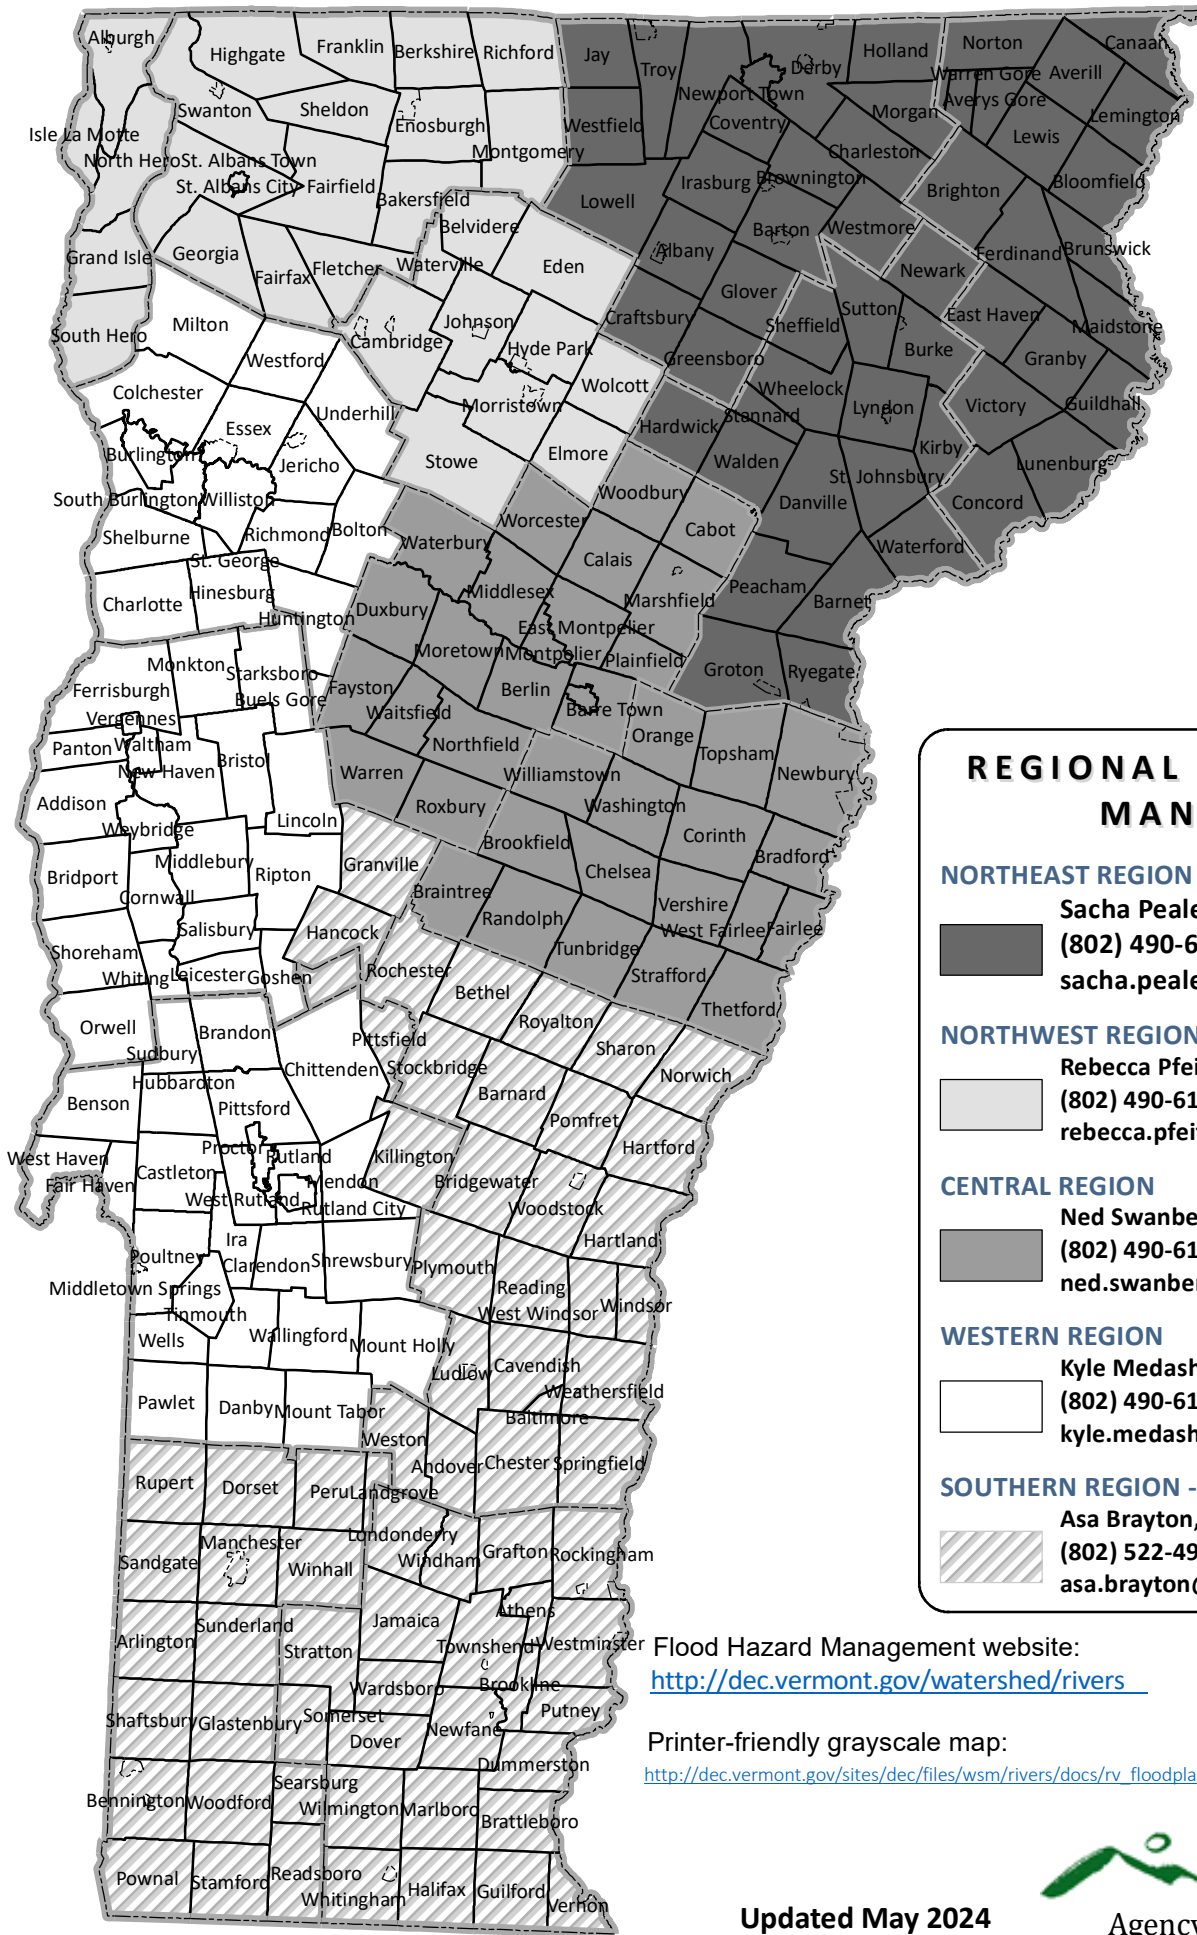 Alburgh
Highgate
Franklin
Berkshire
Richford
Jay
Troy
Derby
Holland
Norton
Canaan
Warren Gore
Averill
Newport Town
Averys Gore
Swanton
Sheldon
Enosburgh
Westfield
Coventry
Morgan
Lewis
Lemington
Isle La Motte
Montgomery
Charleston
North Hero
St. Albans Town
St. Albans City
Fairfield
Irasburg
Brownington
Brighton
Bloomfield
Bakersfield
Lowell
Belvidere
Barton
Westmore
Grand Isle
Georgia
Albany
Ferdinand
Brunswick
Fairfax
Fletcher
Waterville
Eden
Newark
Glover
South Hero
Milton
Cambridge
Johnson
Craftsbury
Sheffield
Sutton
East Haven
Maidstone
Hyde Park
Burke
Westford
Greensboro
Granby
Colchester
Wolcott
Wheelock
Morristown
Stannard
Lyndon
Victory
Guildhall
Underhill
Essex
Hardwick
Burlington
Jericho
Stowe
Elmore
Walden
Kirby
Lunenburg
St. Johnsbury
South Burlington
Williston
Woodbury
Danville
Concord
Shelburne
Richmond
Bolton
Worcester
Cabot
Waterbury
Waterford
St. George
Calais
Charlotte
Hinesburg
Middlesex
Peacham
Marshfield
Barnet
Huntington
Duxbury
East Montpelier
Monkton
Moretown
Montpelier
Plainfield
Groton
Ryegate
Ferrisburgh
Starksboro
Buels Gore
Fayston
Berlin
Vergennes
Waitsfield
Barre Town
Panton
Waltham
Northfield
Orange
Topsham
New Haven
Bristol
Warren
Williamstown
Newbury
Addison
Roxbury
Washington
Weybridge
Lincoln
Brookfield
Corinth
Bradford
Middlebury
Granville
Bridport
Ripton
Chelsea
Cornwall
Braintree
Vershire
Salisbury
Hancock
Randolph
West Fairlee
Fairlee
Shoreham
Tunbridge
Whiting
Leicester
Goshen
Rochester
Strafford
Bethel
Thetford
Orwell
Brandon
Royalton
Sudbury
Pittsfield
Sharon
Chittenden
Stockbridge
Norwich
Hubbardton
Barnard
Benson
Pittsford
Pomfret
West Haven
Proctor
Rutland
Killington
Hartford
Fair Haven
Castleton
Mendon
Bridgewater
West Rutland
Rutland City
Woodstock
Ira
Hartland
Poultney
Clarendon
Shrewsbury
Plymouth
Middletown Springs
Reading
Tinmouth
West Windsor
Windsor
Wells
Wallingford
Mount Holly
Ludlow
Cavendish
Weathersfield
Pawlet
Danby
Mount Tabor
Baltimore
Weston
Andover
Chester
Springfield
Rupert
Dorset
Peru
Landgrove
Londonderry
Manchester
Sandgate
Winhall
Windham
Grafton
Rockingham
Athens
Arlington
Sunderland
Stratton
Jamaica
Townshend
Westminster
Wardsboro
Brookline
Shaftsbury
Glastenbury
Somerset
Dover
Newfane
Putney
Dummerston
Searsburg
Bennington
Woodford
Wilmington
Marlboro
Brattleboro
Pownal
Stamford
Readsboro
Whitingham
Halifax
Guilford
Vernon
REGIONAL
MAN
NORTHEAST REGION
Sacha Peale
(802) 490-6
sacha.peale
NORTHWEST REGION
Rebecca Pfei
(802) 490-61
rebecca.pfei
CENTRAL REGION
Ned Swanbe
(802) 490-61
ned.swanber
WESTERN REGION
Kyle Medash
(802) 490-61
kyle.medash
SOUTHERN REGION -
Asa Brayton,
(802) 522-49
asa.brayton@
Flood Hazard Management website:
http://dec.vermont.gov/watershed/rivers
Printer-friendly grayscale map:
http://dec.vermont.gov/sites/dec/files/wsm/rivers/docs/rv_floodpla
Updated May 2024
Agency